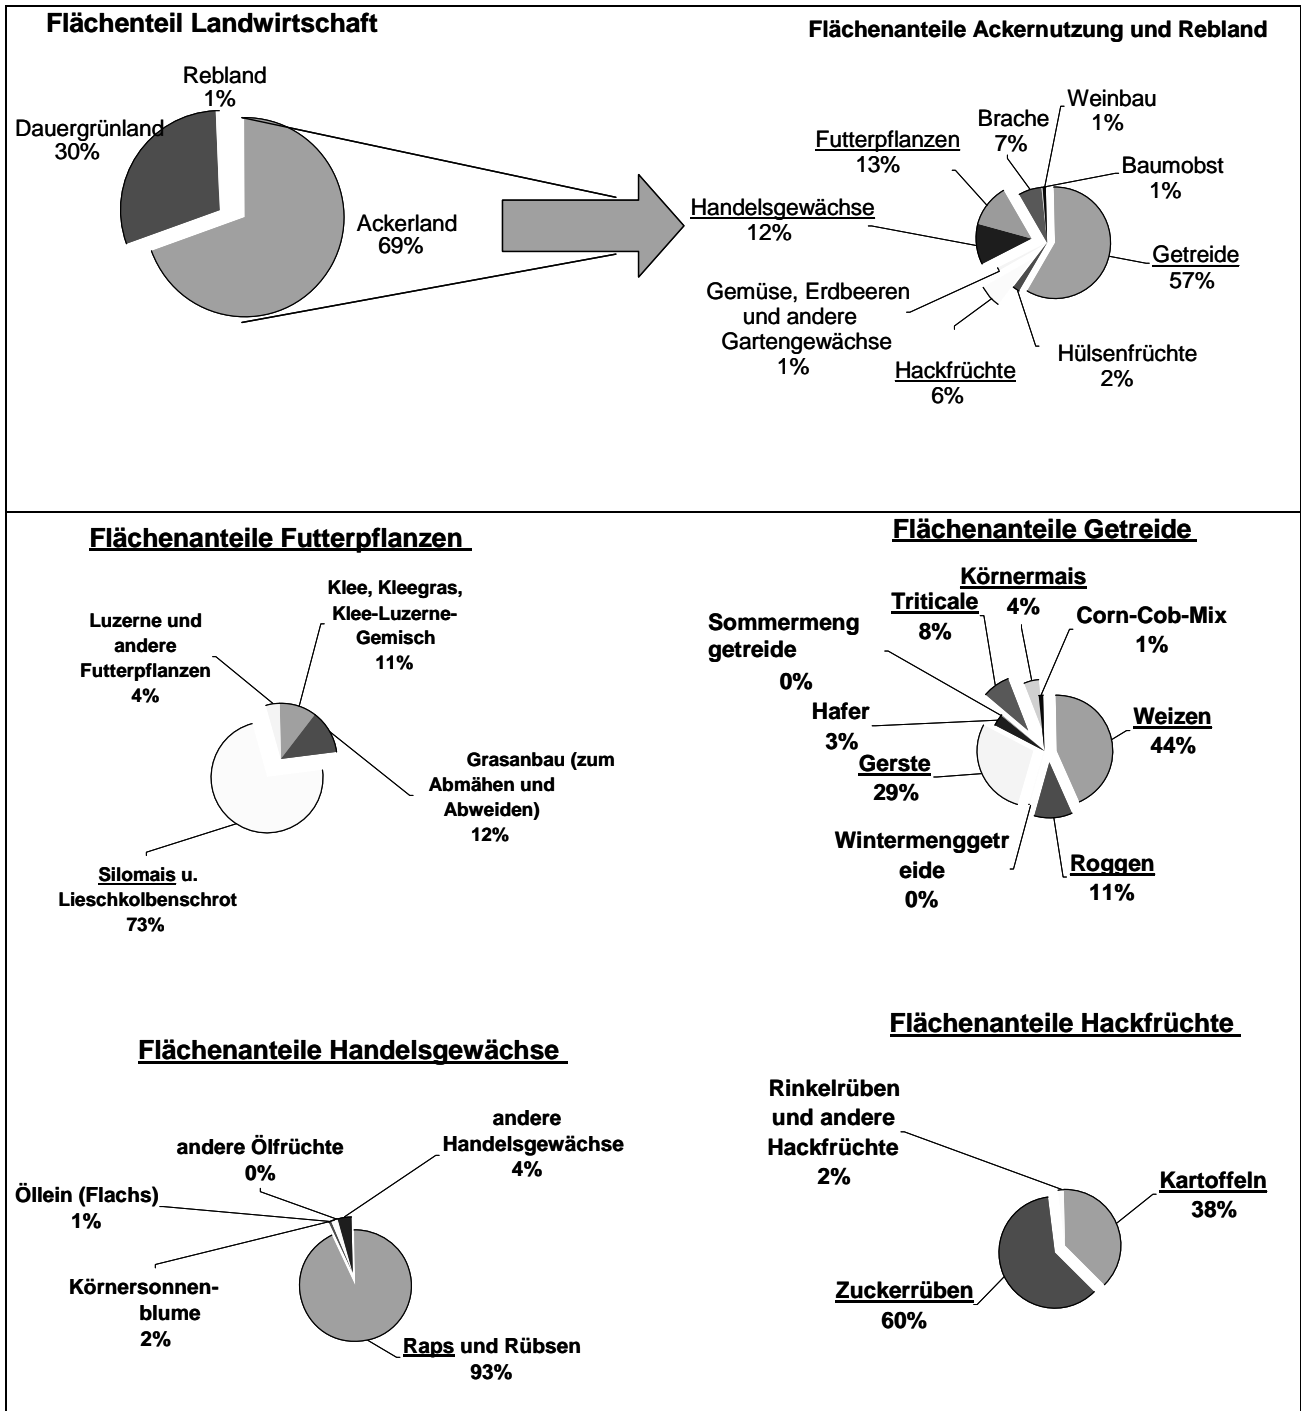 Flächenteil Landwirtschaft
Rebland
1%
Dauergrünland
30%
Ackerland
69%
Flächenanteile Ackernutzung und Rebland
Weinbau
1%
Brache
7%
Futterpflanzen
13%
Baumobst
1%
Handelsgewächse
12%
Getreide
57%
Gemüse, Erdbeeren
und andere
Gartengewächse
1%
Hülsenfrüchte
2%
Hackfrüchte
6%
Flächenanteile Futterpflanzen
Klee, Kleegras,
Klee-Luzerne-
Gemisch
11%
Luzerne und
andere
Futterpflanzen
4%
Grasanbau (zum
Abmähen und
Abweiden)
12%
Silomais u.
Lieschkolbenschrot
73%
Flächenanteile Getreide
Körnermais
4%
Triticale
8%
Corn-Cob-Mix
1%
Sommermeng
getreide
0%
Hafer
3%
Weizen
44%
Gerste
29%
Wintermenggetr
eide
0%
Roggen
11%
Flächenanteile Handelsgewächse
andere
Handelsgewächse
4%
andere Ölfrüchte
0%
Öllein (Flachs)
1%
Körnersonnen-
blume
2%
Raps und Rübsen
93%
Flächenanteile Hackfrüchte
Rinkelrüben
und andere
Hackfrüchte
2%
Kartoffeln
38%
Zuckerrüben
60%